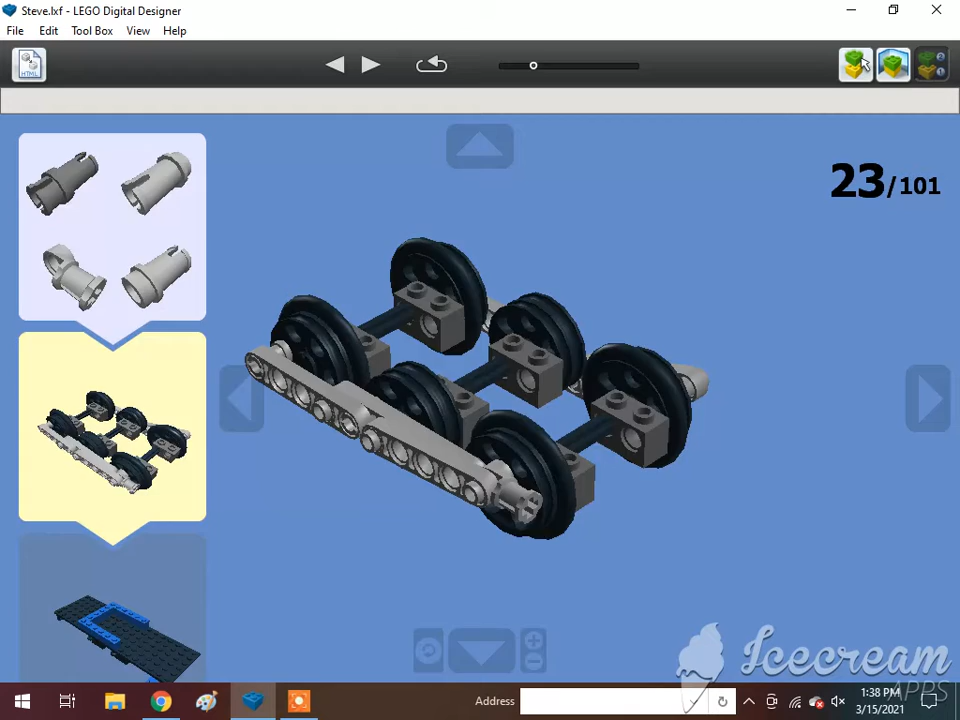 Steve.lxf - LEGO Digital Designer
File Edit Tool Box View Help
HTML
23/101
Icecream
APPS
Address
1:38 PM
3/15/2021